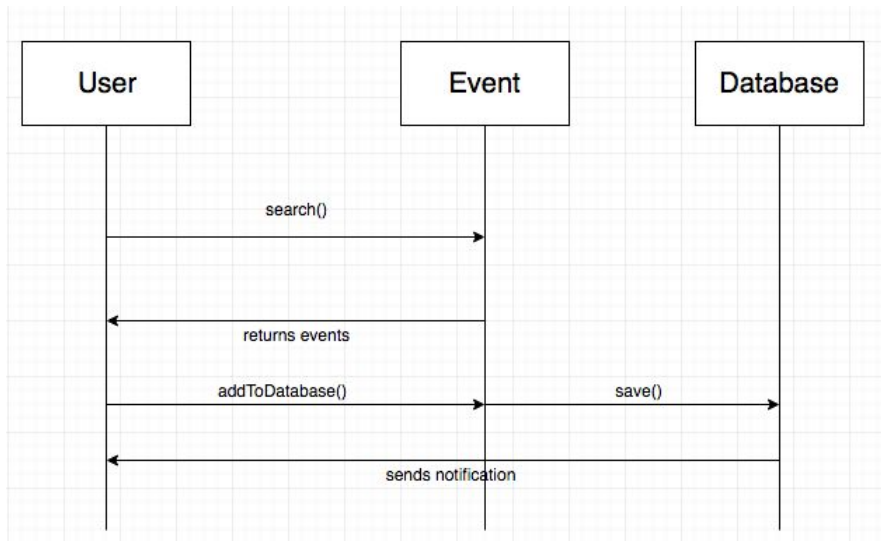 User
Event
Database
search()
returns events
addToDatabase()
save()
sends notification